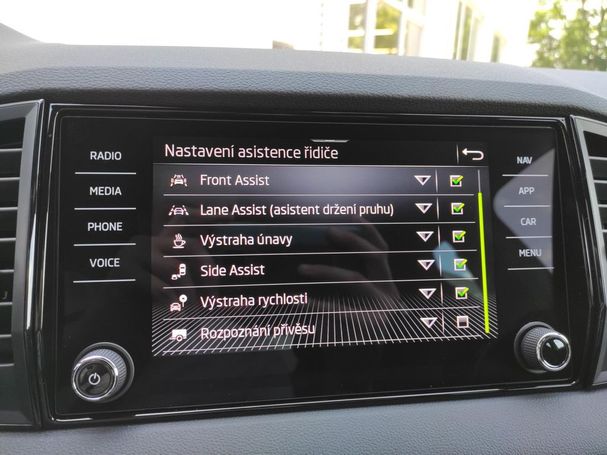 Nastavení asistence řidiče
RADIO
MEDIA
PHONE
VOICE
Front Assist
Lane Assist (asistent držení pruhu)
Výstraha únavy
Side Assist
Výstraha rychlosti
Rozpoznání přívěsu
NAV
APP
CAR
MENU